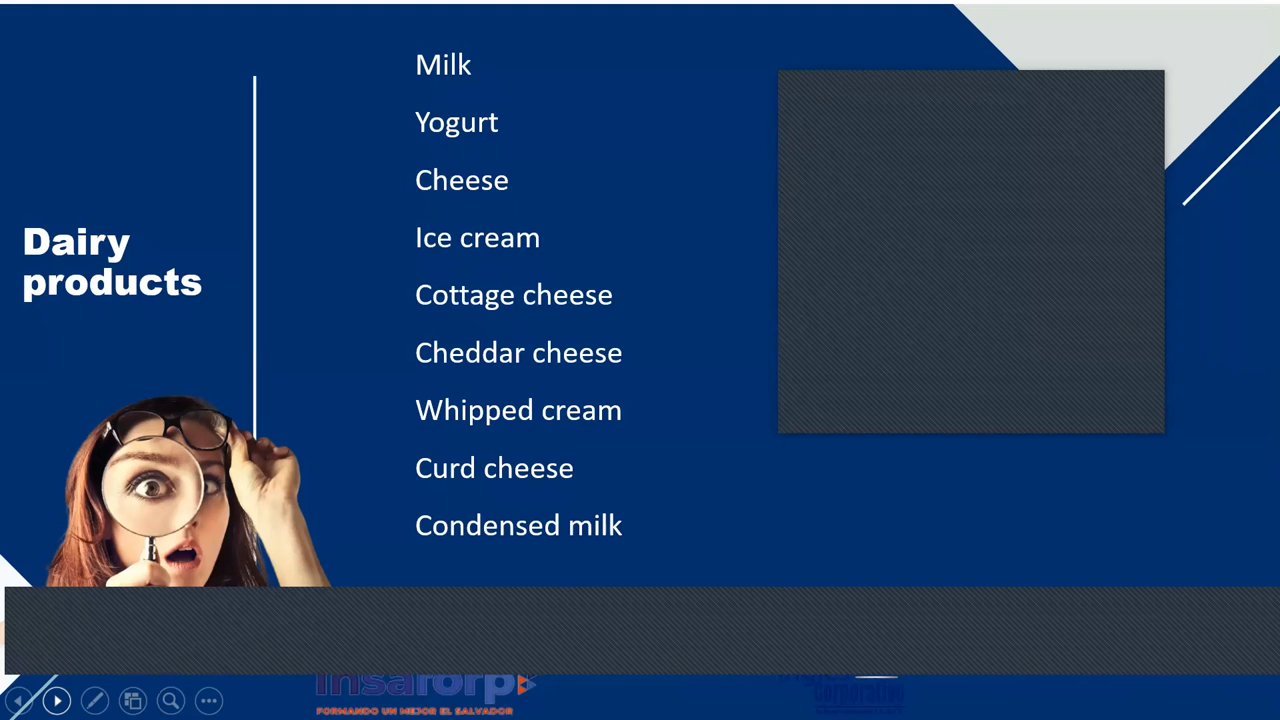 Dairy
products
Milk
Yogurt
Cheese
Ice cream
Cottage cheese
Cheddar cheese
Whipped cream
Curd cheese
Condensed milk
FORMANDO UN MEJOR EL SALVADOR
Corporativo